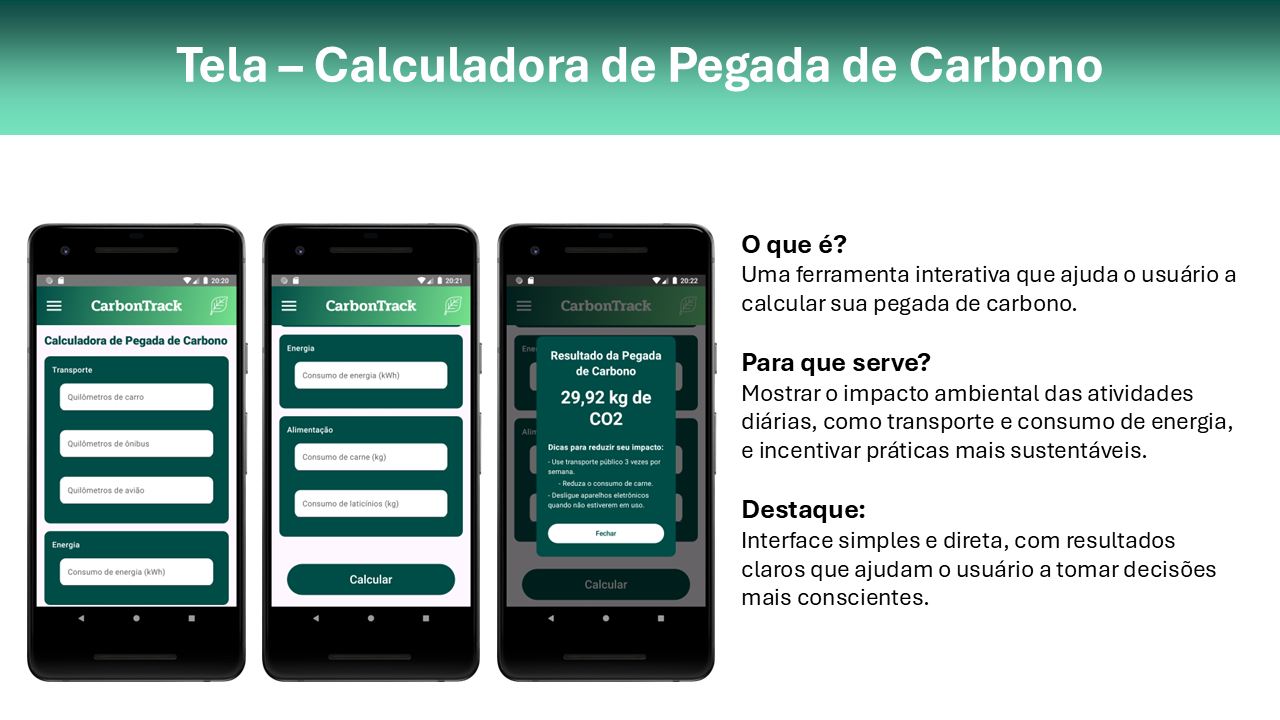 Tela – Calculadora de Pegada de Carbono
20:20
CarbonTrack
Calculadora de Pegada de Carbono
Transporte
Quilômetros de carro
Quilômetros de ônibus
Quilômetros de avião
Energia
Consumo de energia (kWh)
20:21
CarbonTrack
Energia
Consumo de energia (kWh)
Alimentação
Consumo de carne (kg)
Consumo de laticínios (kg)
Calcular
20:22
CarbonTrack
Ene
Resultado da Pegada
de Carbono
29,92 kg de
CO2
Alin
Dicas para reduzir seu impacto:
- Use transporte público 3 vezes por
semana.
- Reduza o consumo de carne.
- Desligue aparelhos eletrônicos
quando não estiverem em uso.
Fechar
Calcular
O que é?
Uma ferramenta interativa que ajuda o usuário a
calcular sua pegada de carbono.
Para que serve?
Mostrar o impacto ambiental das atividades
diárias, como transporte e consumo de energia,
e incentivar práticas mais sustentáveis.
Destaque:
Interface simples e direta, com resultados
claros que ajudam o usuário a tomar decisões
mais conscientes.